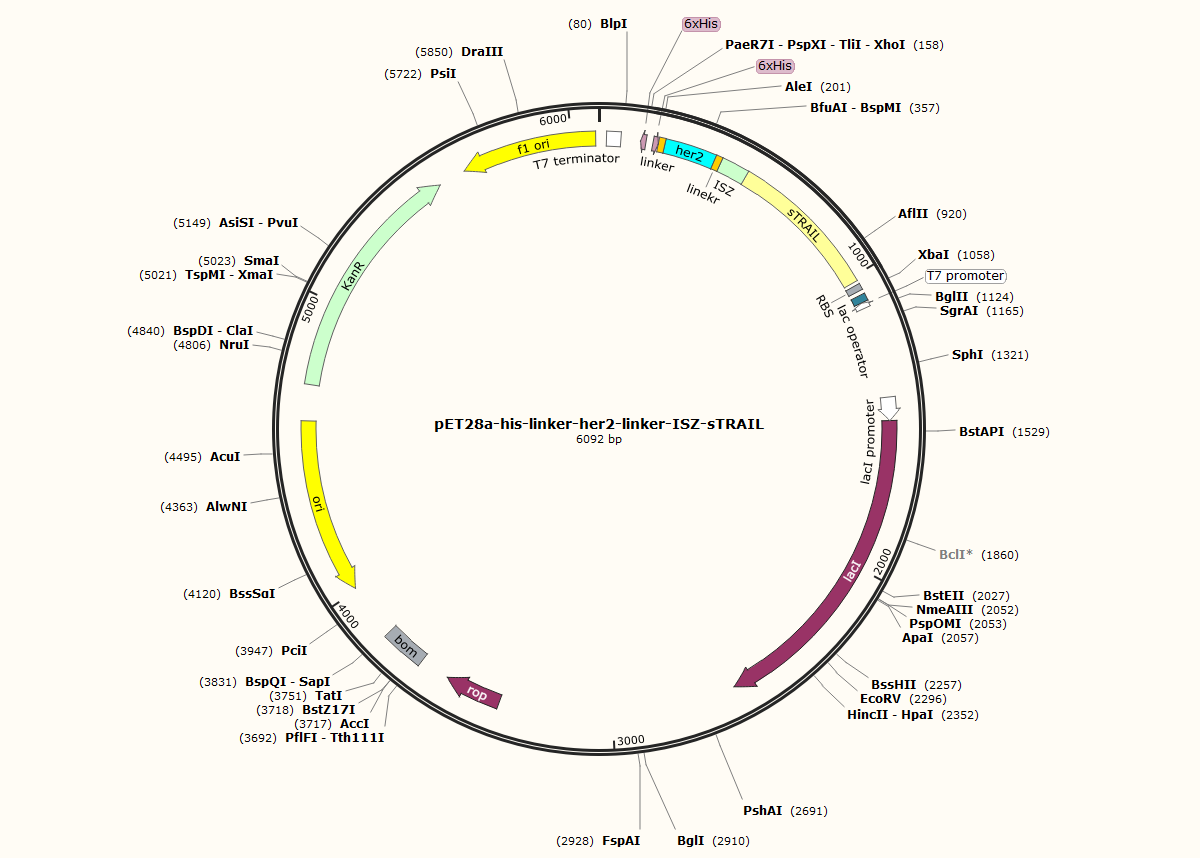 (80) BlpI
6xHis
PaeR7I - PspXI - TliI - XhoI (158)
6xHis
AleI (201)
BfuAI - BspMI (357)
(5850) DraIII
(5722) PsiI
6000
f1 ori
T7 terminator
linker
her2
linekr
ISZ
sTRAIL
AflII (920)
1000
XbaI (1058)
T7 promoter
BglII (1124)
SgrAI (1165)
RBS
lac operator
SphI (1321)
(5149) AsiSI - PvuI
(5023) SmaI
(5021) TspMI - XmaI
KanR
5000
(4840) BspDI - ClaI
(4806) NruI
pET28a-his-linker-her2-linker-ISZ-sTRAIL
6092 bp
lacI promoter
BstAPI (1529)
(4495) AcuI
(4363) AlwNI
ori
BclI* (1860)
2000
lacI
BstEII (2027)
NmeAIII (2052)
PspOMI (2053)
ApaI (2057)
(4120) BssSαI
4000
(3947) PciI
bom
(3831) BspQI - SapI
(3751) TatI
(3718) BstZ17I
(3717) AccI
(3692) PflFI - Tth111I
rop
BssHII (2257)
EcoRV (2296)
HincII - HpaI (2352)
3000
PshAI (2691)
(2928) FspAI
BglI (2910)